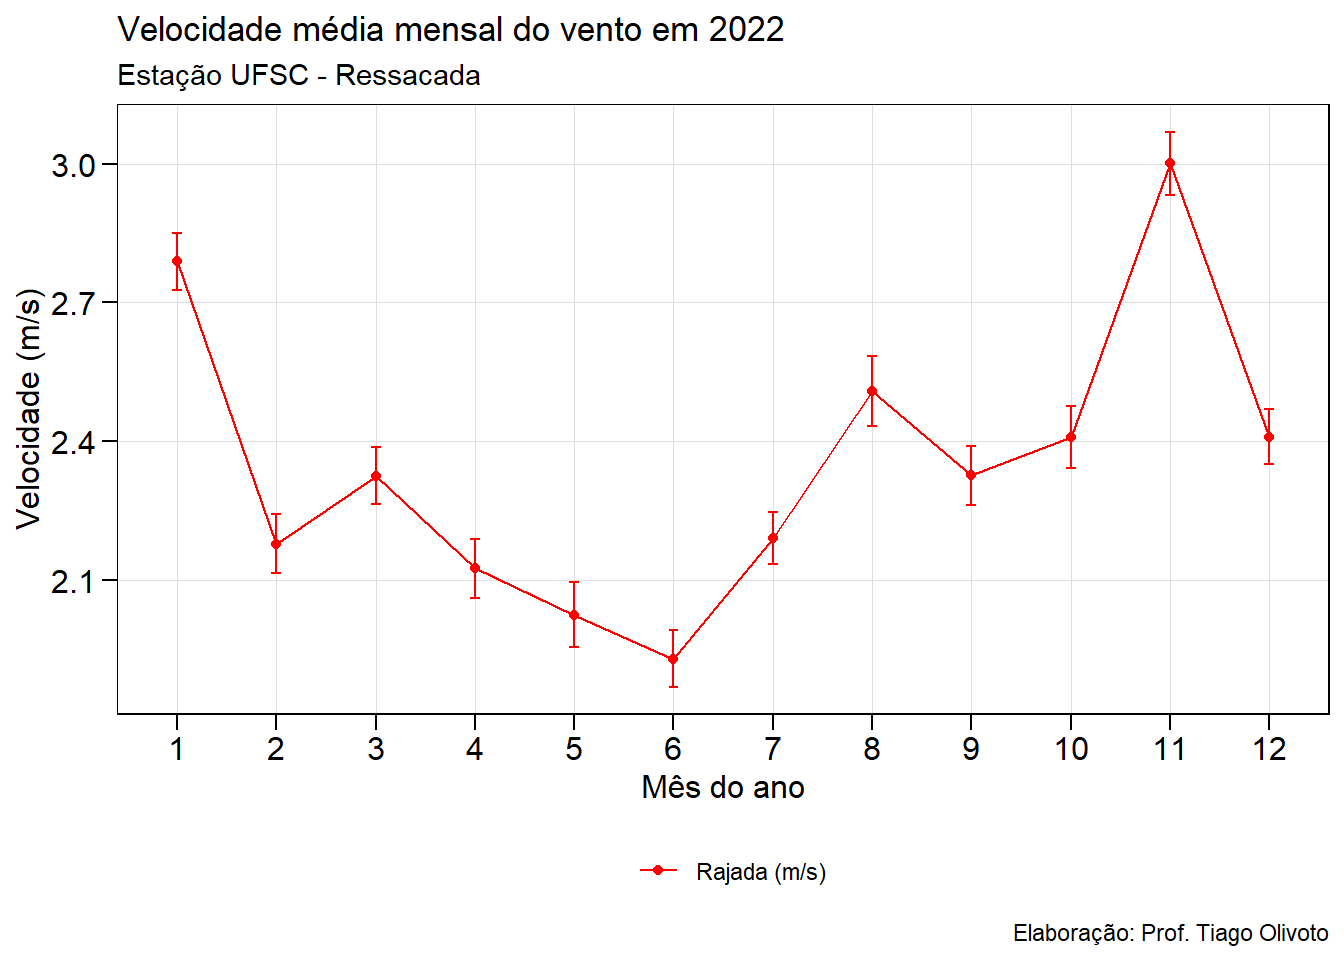 Velocidade média mensal do vento em 2022
Estação UFSC - Ressacada
Velocidade (m/s)
3.0
2.7
2.4
2.1
1 2 3 4 5 6 7 8 9 10 11 12
Mês do ano
Rajada (m/s)
Elaboração: Prof. Tiago Olivoto